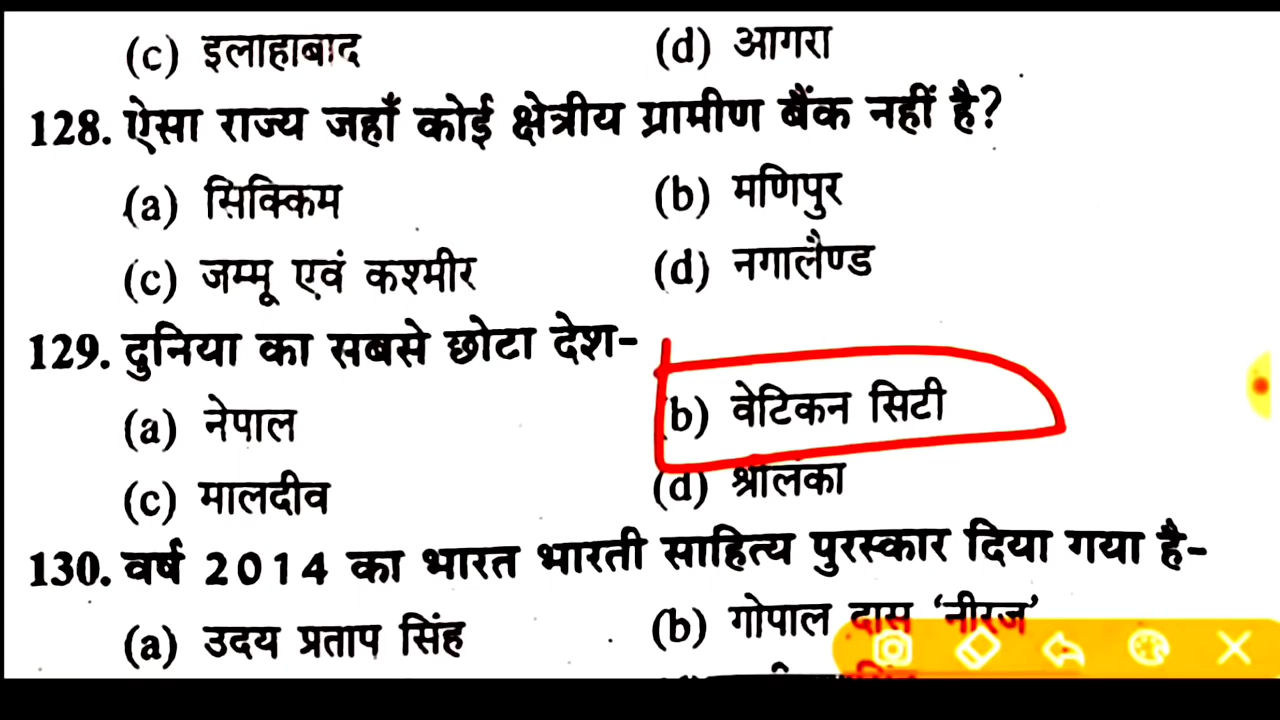 (c) इलाहाबाद (d) आगरा
128. ऐसा राज्य जहाँ कोई क्षेत्रीय ग्रामीण बैंक नहीं है?
(a) सिक्किम (b) मणिपुर
(c) जम्मू एवं कश्मीर (d) नगालैण्ड
129. दुनिया का सबसे छोटा देश-
(a) नेपाल (b) वेटिकन सिटी
(c) मालदीव (d) श्रीलंका
130. वर्ष 2014 का भारत भारती साहित्य पुरस्कार दिया गया है-
(a) उदय प्रताप सिंह (b) गोपाल दास ‘नीरज’